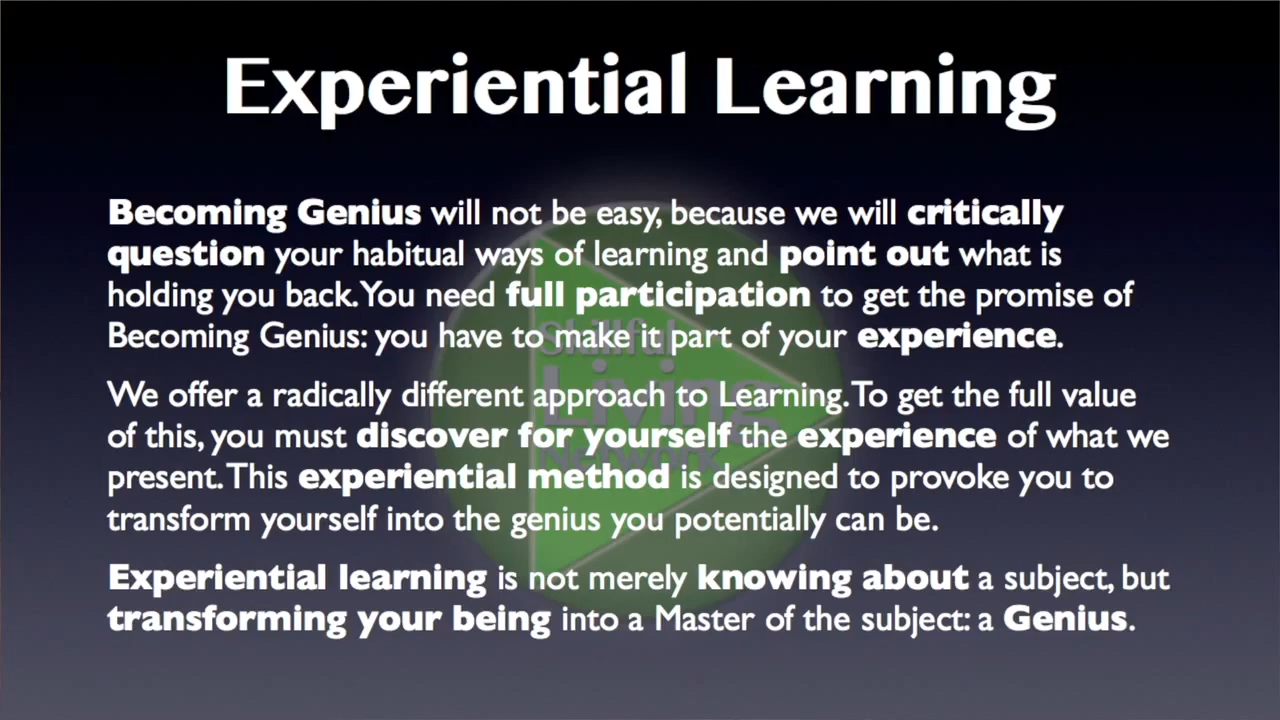 Experiential Learning
Becoming Genius will not be easy, because we will critically
question your habitual ways of learning and point out what is
holding you back. You need full participation to get the promise of
Becoming Genius: you have to make it part of your experience.
We offer a radically different approach to Learning. To get the full value
of this, you must discover for yourself the experience of what we
present. This experiential method is designed to provoke you to
transform yourself into the genius you potentially can be.
Experiential learning is not merely knowing about a subject, but
transforming your being into a Master of the subject: a Genius.
Skillful
Living
Network